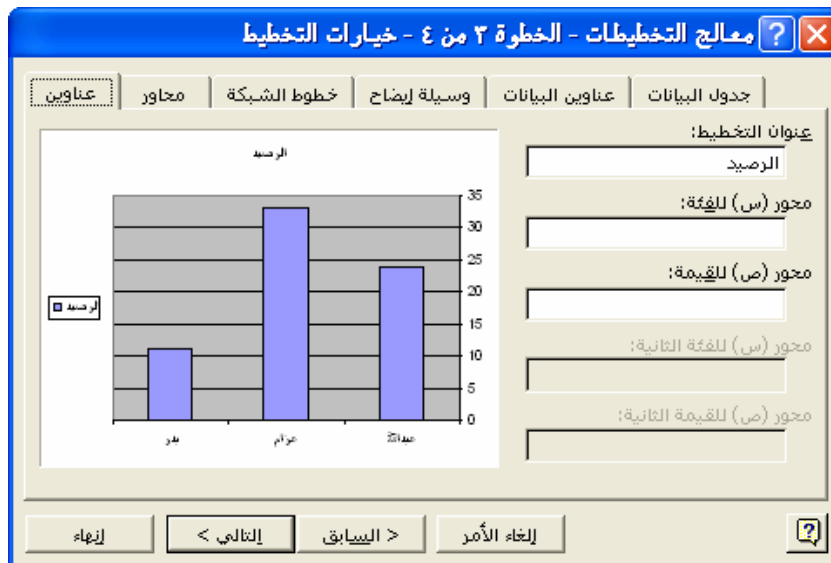 معالج التخطيطات - الخطوة ٣ من ٤ - خيارات التخطيط
عناوين
محاور
خطوط الشبكة
وسيلة إيضاح
عناوين البيانات
جدول البيانات
عنوان التخطيط:
الرصيد
محور (س) للفئة:
محور (ص) للقيمة:
محور (س) للفئة الثانية:
محور (ص) للقيمة الثانية:
الرصيد
35
30
25
20
15
10
5
0
عبدالله
عزام
بدر
الرصيد
إلغاء الأمر
< السابق
التالي >
إنهاء